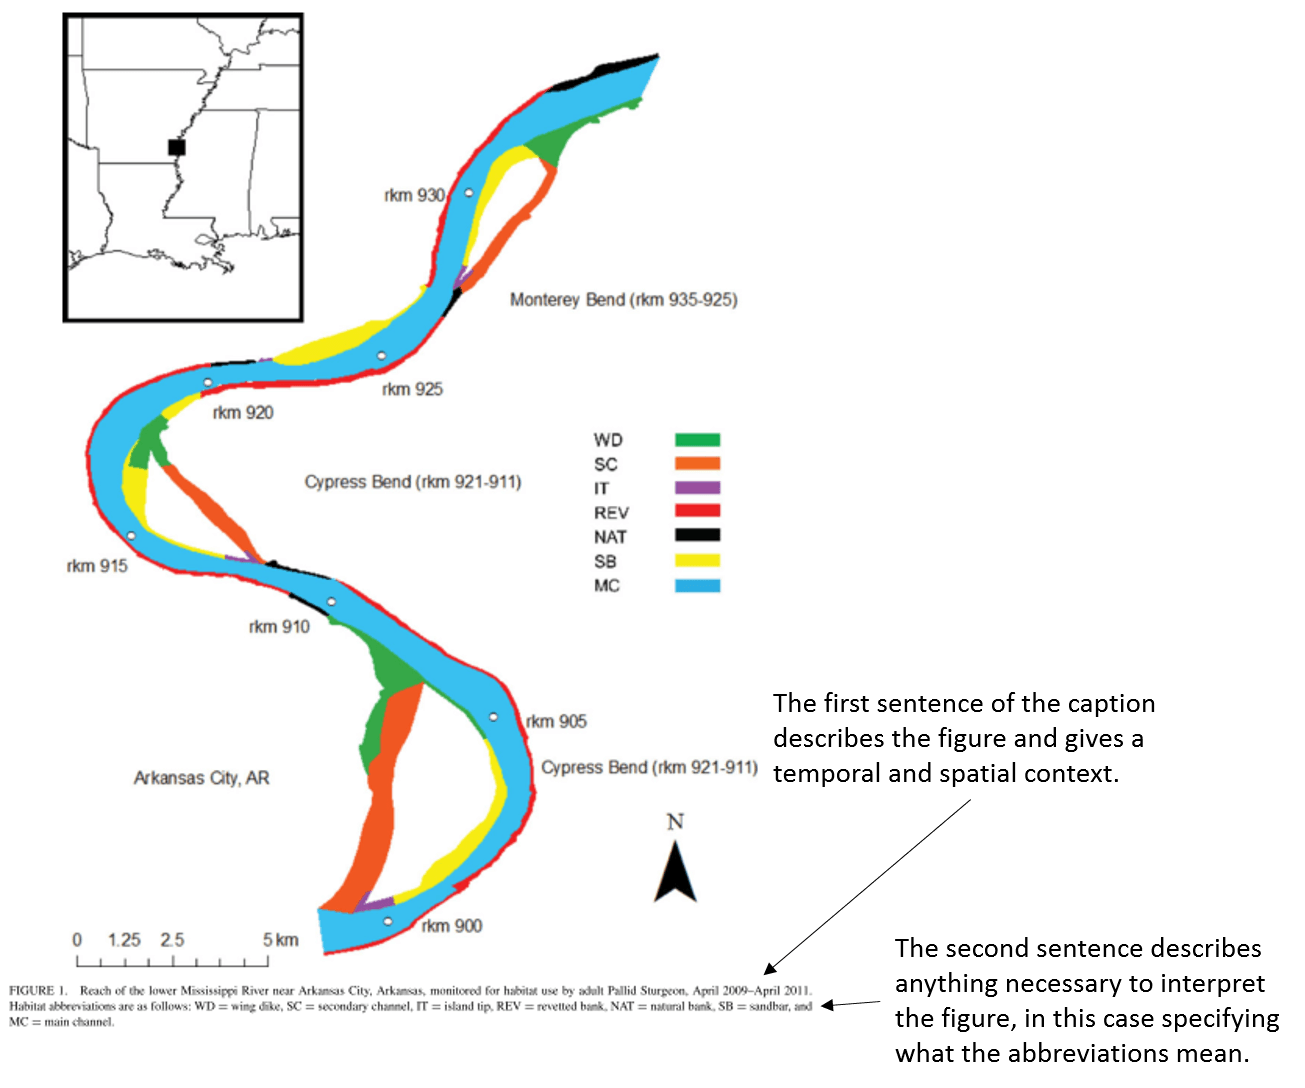 rkm 930
Monterey Bend (rkm 935-925)
rkm 925
rkm 920
WD
SC
IT
REV
NAT
SB
MC
Cypress Bend (rkm 921-911)
rkm 915
rkm 910
rkm 905
Cypress Bend (rkm 921-911)
Arkansas City, AR
The first sentence of the caption
describes the figure and gives a
temporal and spatial context.
N
rkm 900
0 1.25 2.5 5 km
The second sentence describes
anything necessary to interpret
the figure, in this case specifying
what the abbreviations mean.
FIGURE 1. Reach of the lower Mississippi River near Arkansas City, Arkansas, monitored for habitat use by adult Pallid Sturgeon, April 2009–April 2011.
Habitat abbreviations are as follows: WD = wing dike, SC = secondary channel, IT = island tip, REV = revetted bank, NAT = natural bank, SB = sandbar, and
MC = main channel.